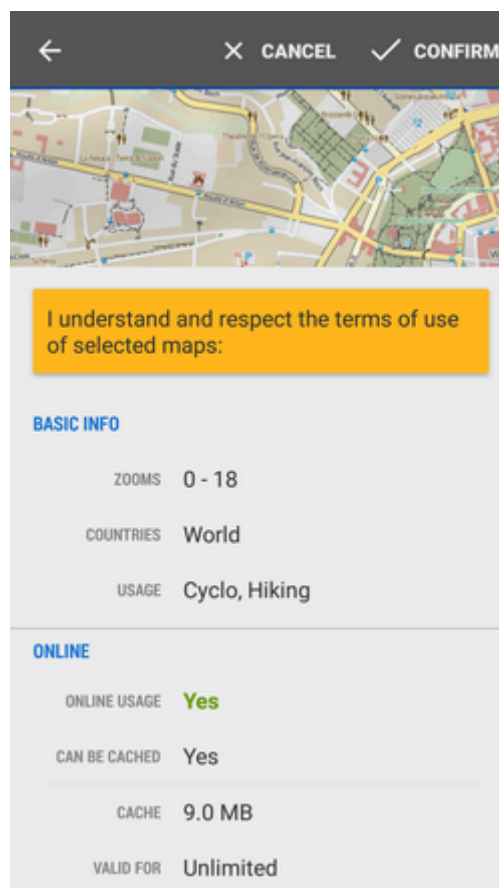 CANCEL CONFIRM
I understand and respect the terms of use
of selected maps:
BASIC INFO
ZOOMS 0 - 18
COUNTRIES World
USAGE Cyclo, Hiking
ONLINE
ONLINE USAGE Yes
CAN BE CACHED Yes
CACHE 9.0 MB
VALID FOR Unlimited